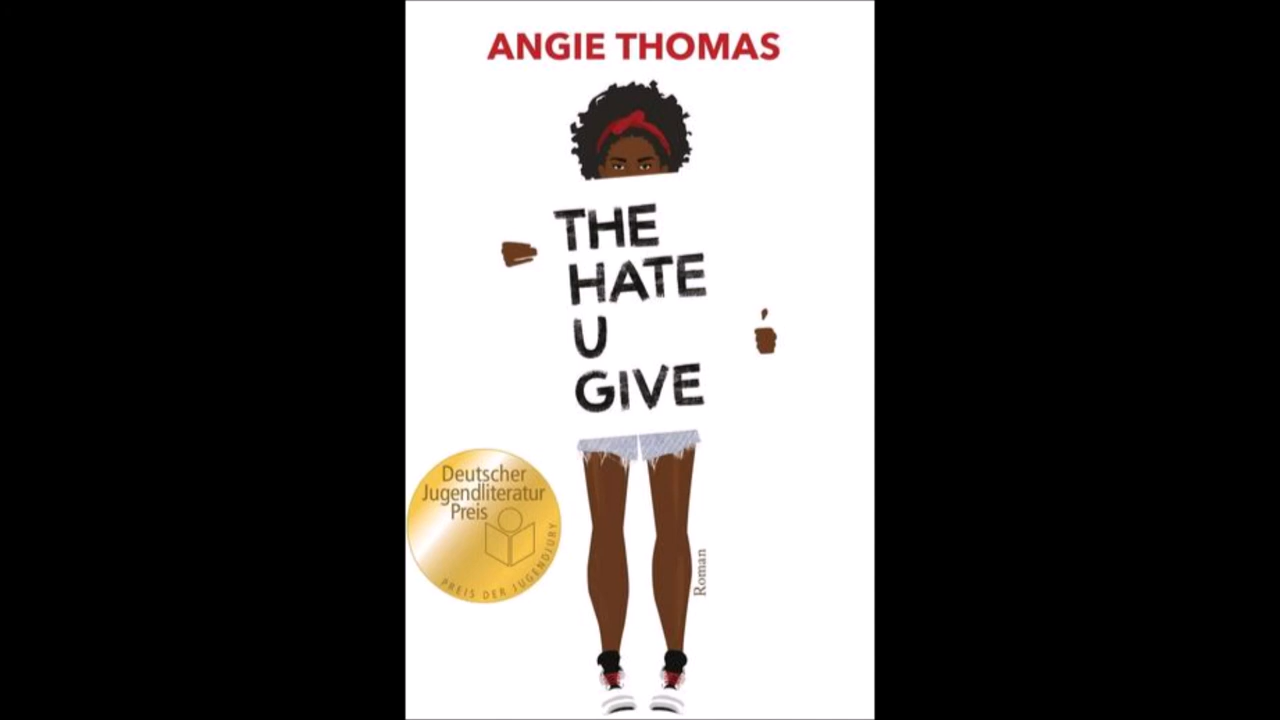 ANGIE THOMAS
THE
HATE
U
GIVE
Deutscher
Jugendliteratur
Preis
PREIS DER JUGENDJURY
Roman